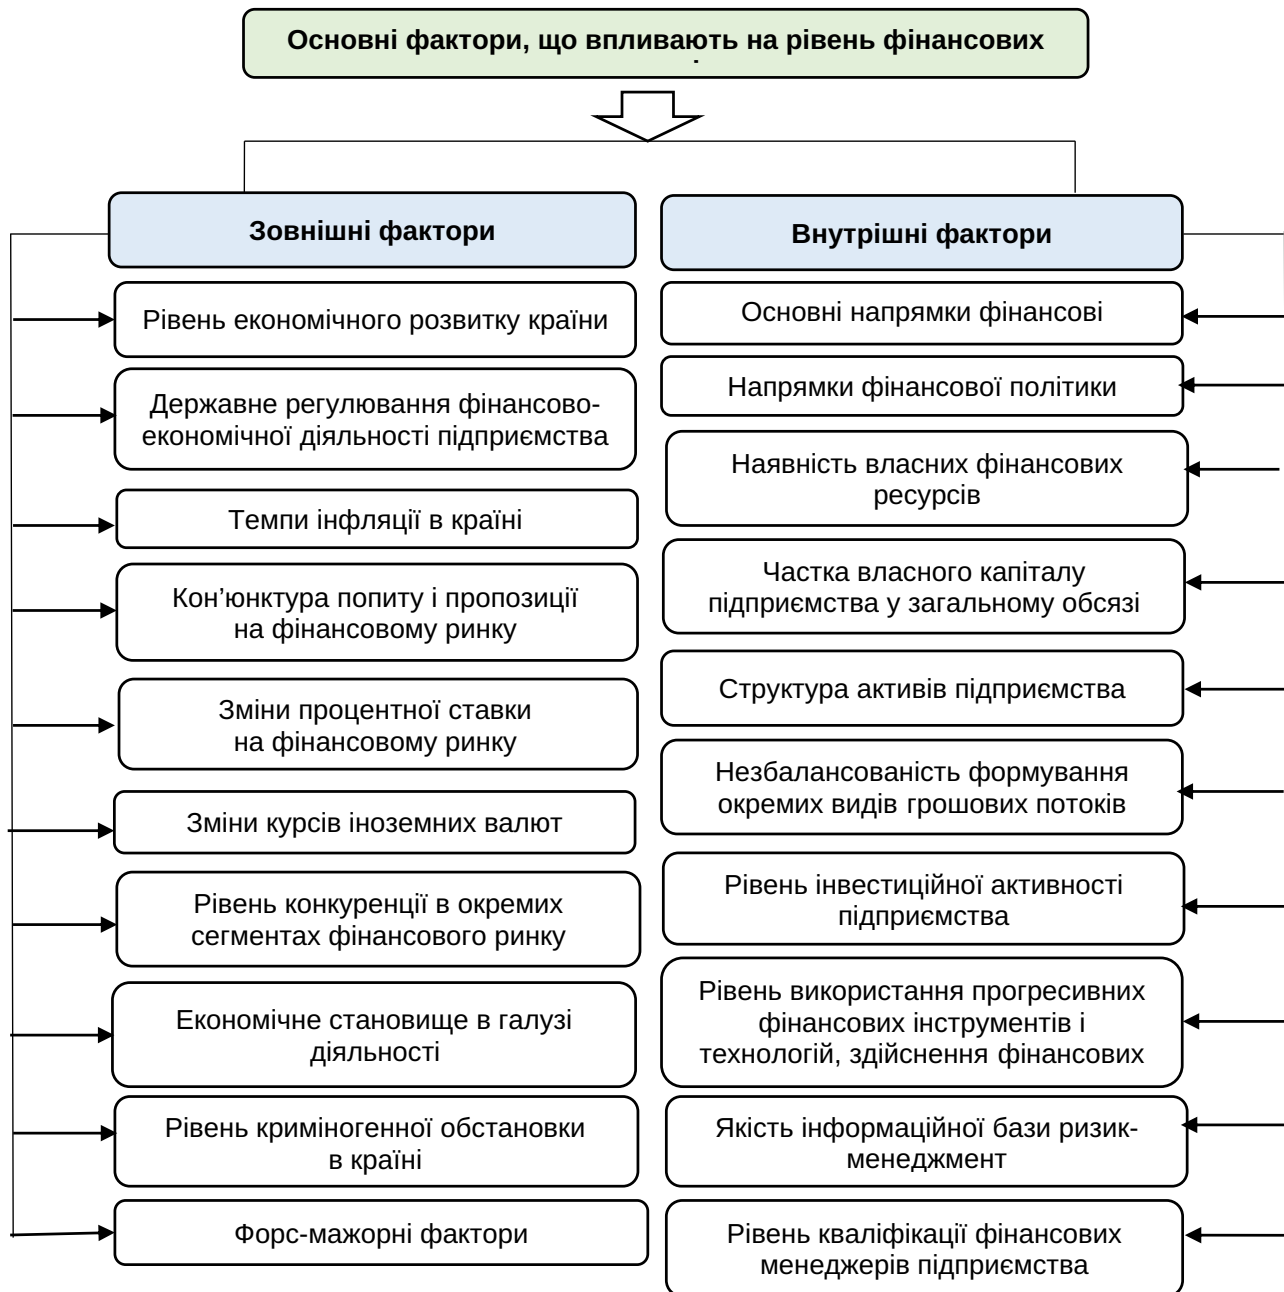 Основні фактори, що впливають на рівень фінансових
Зовнішні фактори
Рівень економічного розвитку країни
Державне регулювання фінансово-
економічної діяльності підприємства
Темпи інфляції в країні
Кон’юнктура попиту і пропозиції
на фінансовому ринку
Зміни процентної ставки
на фінансовому ринку
Зміни курсів іноземних валют
Рівень конкуренції в окремих
сегментах фінансового ринку
Економічне становище в галузі
діяльності
Рівень криміногенної обстановки
в країні
Форс-мажорні фактори
Внутрішні фактори
Основні напрямки фінансові
Напрямки фінансової політики
Наявність власних фінансових
ресурсів
Частка власного капіталу
підприємства у загальному обсязі
Структура активів підприємства
Незбалансованість формування
окремих видів грошових потоків
Рівень інвестиційної активності
підприємства
Рівень використання прогресивних
фінансових інструментів і
технологій, здійснення фінансових
Якість інформаційної бази ризик-
менеджмент
Рівень кваліфікації фінансових
менеджерів підприємства